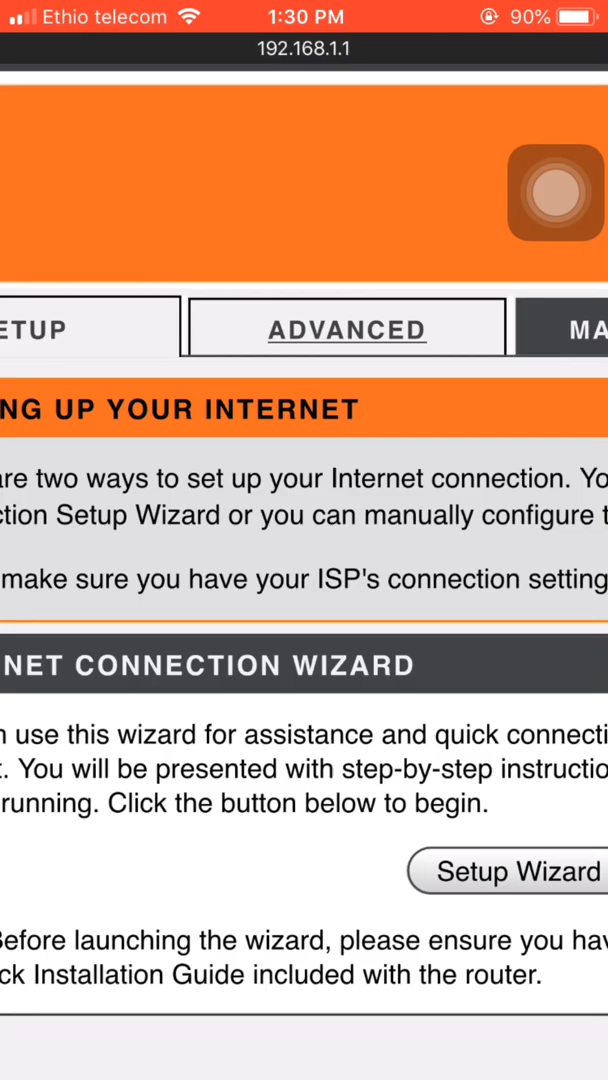 Ethio telecom 1:30 PM 90%
192.168.1.1
ETUP ADVANCED MA
NG UP YOUR INTERNET
are two ways to set up your Internet connection. Yo
ction Setup Wizard or you can manually configure t
make sure you have your ISP's connection setting
NET CONNECTION WIZARD
n use this wizard for assistance and quick connecti
t. You will be presented with step-by-step instructio
running. Click the button below to begin.
Setup Wizard
Before launching the wizard, please ensure you hav
ck Installation Guide included with the router.